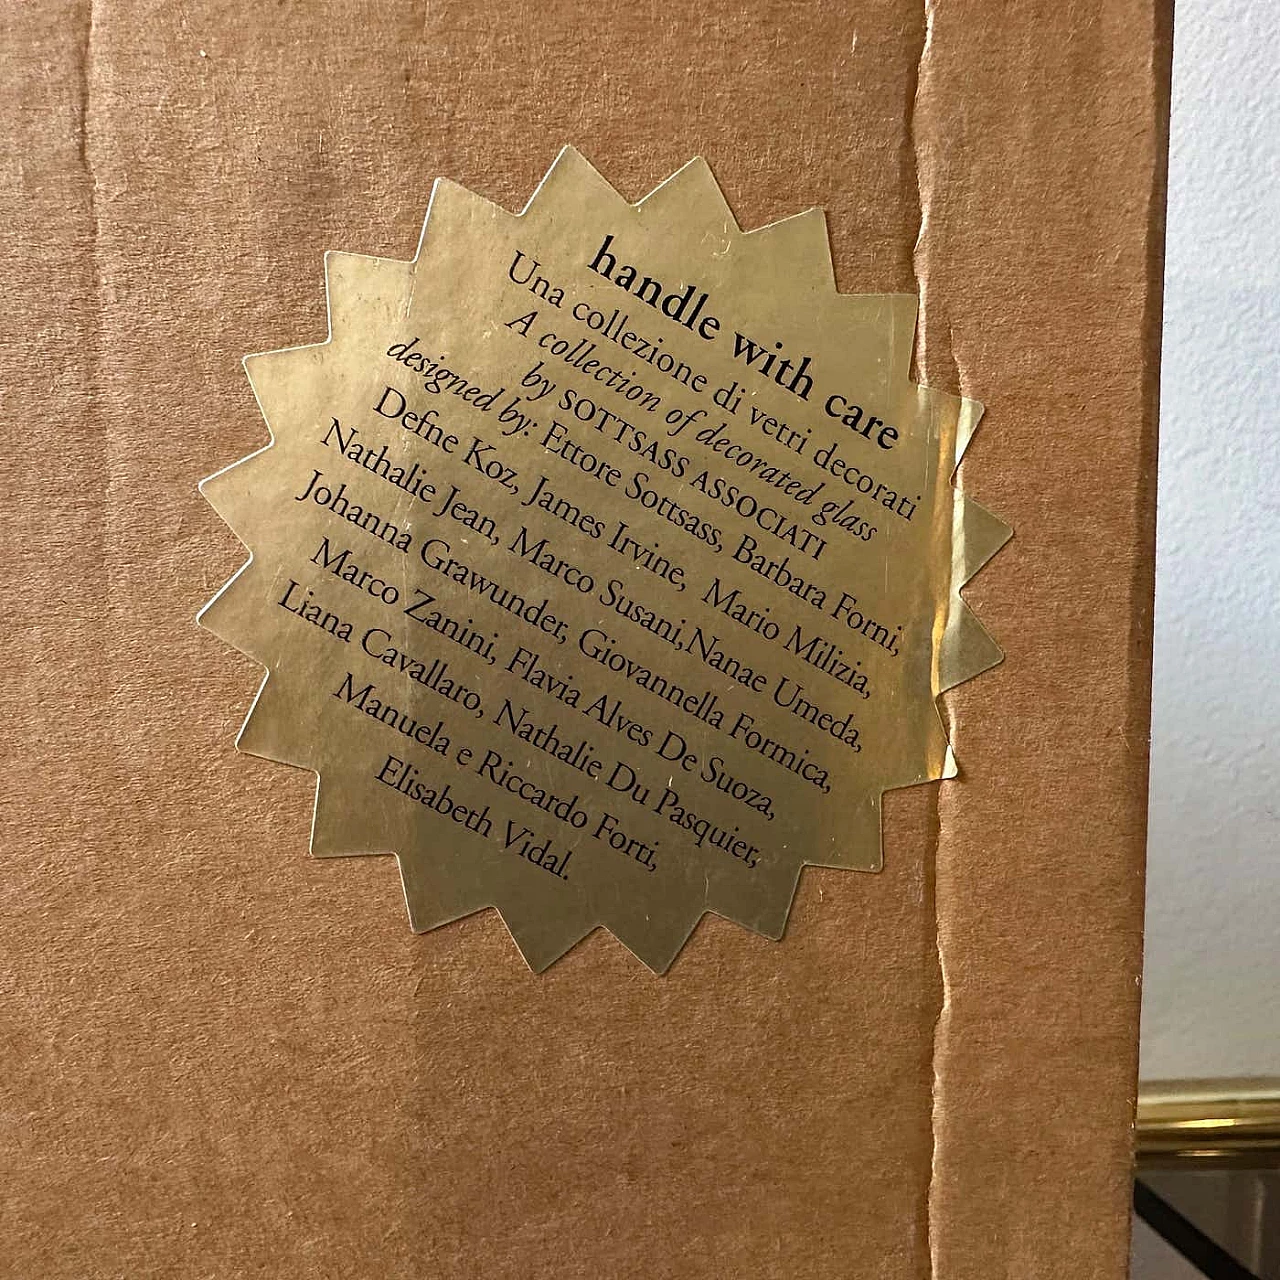 handle with care
Una collezione di vetri decorati
A collection of decorated glass
by SOTTSASS ASSOCIATI
designed by: Ettore Sottsass, Barbara Forni,
Defne Koz, James Irvine, Mario Milizia,
Nathalie Jean, Marco Susani,Nanae Umeda,
Johanna Grawunder, Giovannella Formica,
Marco Zanini, Flavia Alves De Suoza,
Liana Cavallaro, Nathalie Du Pasquier,
Manuela e Riccardo Forti,
Elisabeth Vidal.